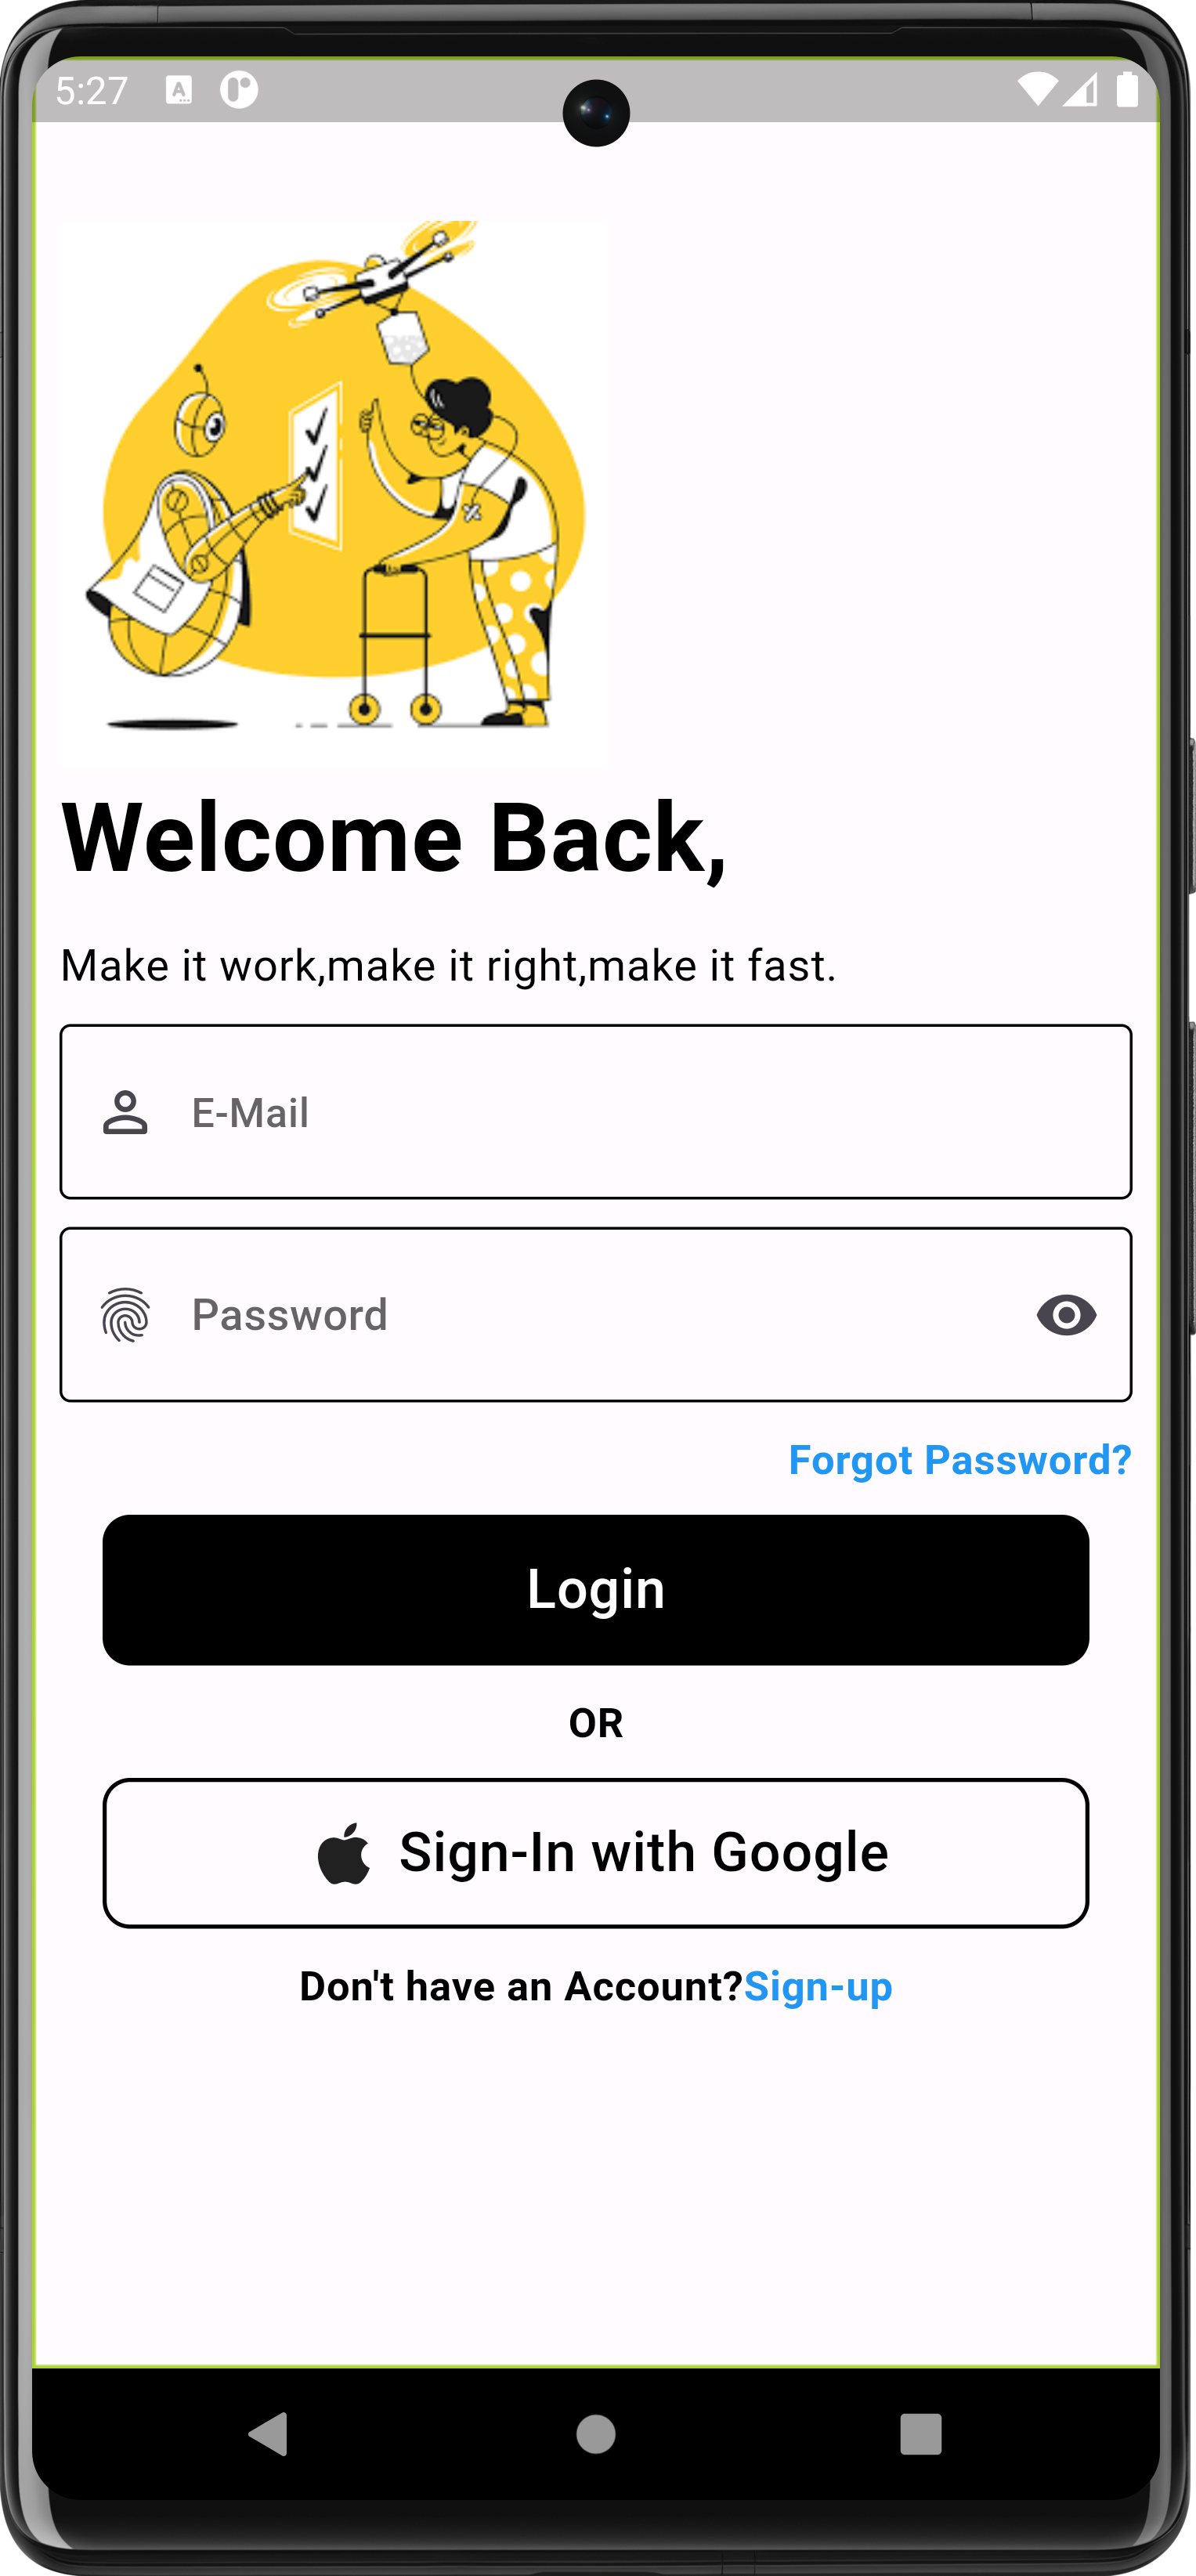 5:27
Welcome Back,
Make it work,make it right,make it fast.
E-Mail
Password
Forgot Password?
Login
OR
Sign-In with Google
Don't have an Account?Sign-up